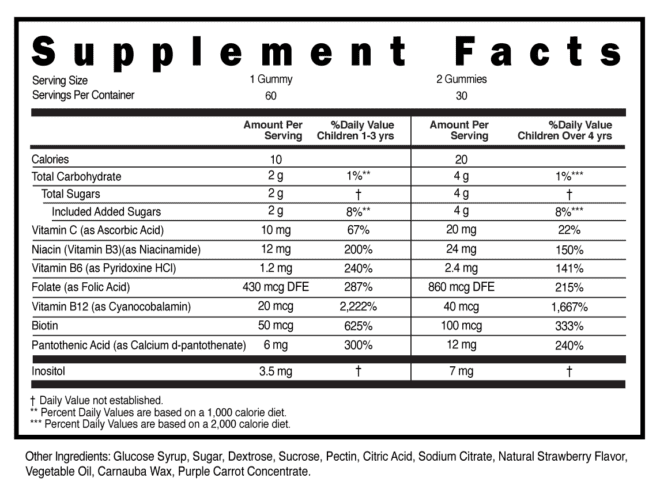 Supplement Facts
Serving Size 1 Gummy 2 Gummies
Servings Per Container 60 30
Amount Per Serving %Daily Value Children 1-3 yrs Amount Per Serving %Daily Value Children Over 4 yrs
Calories 10 20
Total Carbohydrate 2 g 1%** 4 g 1%***
Total Sugars 2 g † 4 g †
Included Added Sugars 2 g 8%** 4 g 8%***
Vitamin C (as Ascorbic Acid) 10 mg 67% 20 mg 22%
Niacin (Vitamin B3)(as Niacinamide) 12 mg 200% 24 mg 150%
Vitamin B6 (as Pyridoxine HCl) 1.2 mg 240% 2.4 mg 141%
Folate (as Folic Acid) 430 mcg DFE 287% 860 mcg DFE 215%
Vitamin B12 (as Cyanocobalamin) 20 mcg 2,222% 40 mcg 1,667%
Biotin 50 mcg 625% 100 mcg 333%
Pantothenic Acid (as Calcium d-pantothenate) 6 mg 300% 12 mg 240%
Inositol 3.5 mg † 7 mg †
† Daily Value not established.
** Percent Daily Values are based on a 1,000 calorie diet.
*** Percent Daily Values are based on a 2,000 calorie diet.
Other Ingredients: Glucose Syrup, Sugar, Dextrose, Sucrose, Pectin, Citric Acid, Sodium Citrate, Natural Strawberry Flavor,
Vegetable Oil, Carnauba Wax, Purple Carrot Concentrate.